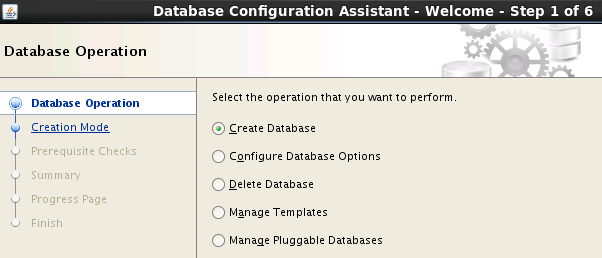 Database Configuration Assistant - Welcome - Step 1 of 6
Database Operation
Database Operation
Creation Mode
Prerequisite Checks
Summary
Progress Page
Finish
Select the operation that you want to perform.
Create Database
Configure Database Options
Delete Database
Manage Templates
Manage Pluggable Databases